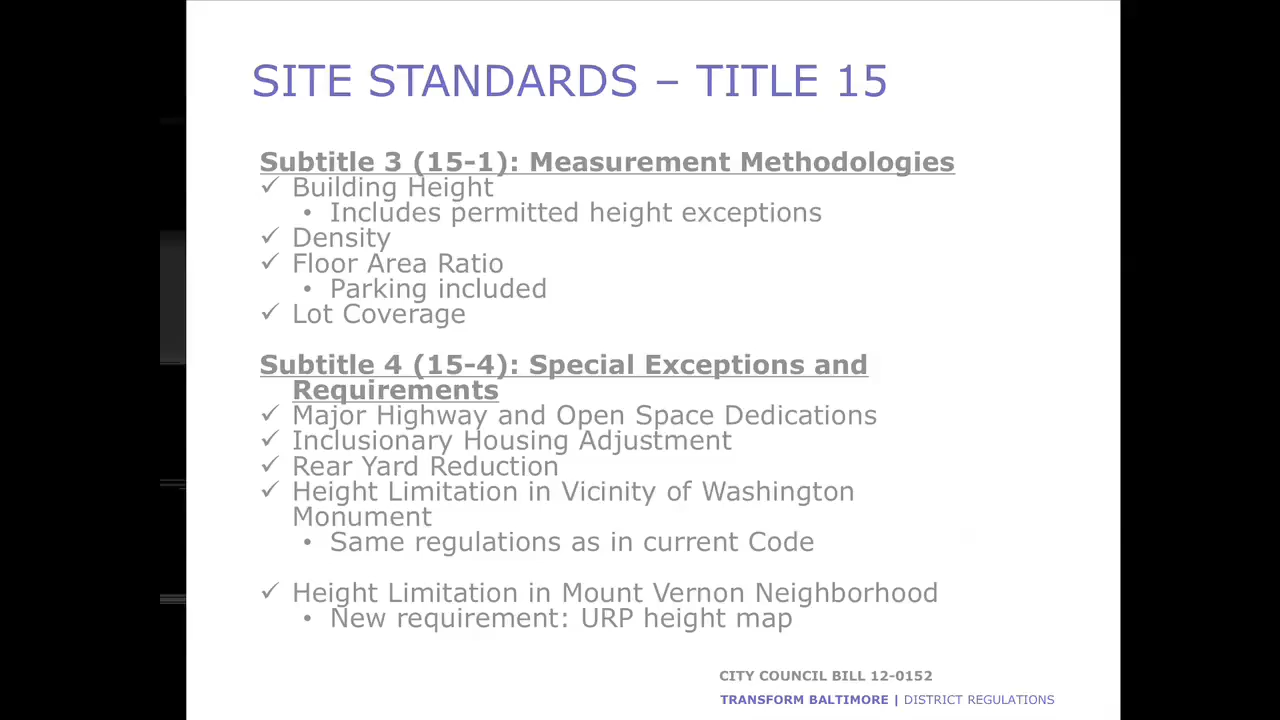 SITE STANDARDS – TITLE 15
Subtitle 3 (15-1): Measurement Methodologies
✓ Building Height
• Includes permitted height exceptions
✓ Density
✓ Floor Area Ratio
• Parking included
✓ Lot Coverage
Subtitle 4 (15-4): Special Exceptions and
Requirements
✓ Major Highway and Open Space Dedications
✓ Inclusionary Housing Adjustment
✓ Rear Yard Reduction
✓ Height Limitation in Vicinity of Washington
Monument
• Same regulations as in current Code
✓ Height Limitation in Mount Vernon Neighborhood
• New requirement: URP height map
CITY COUNCIL BILL 12-0152
TRANSFORM BALTIMORE | DISTRICT REGULATIONS